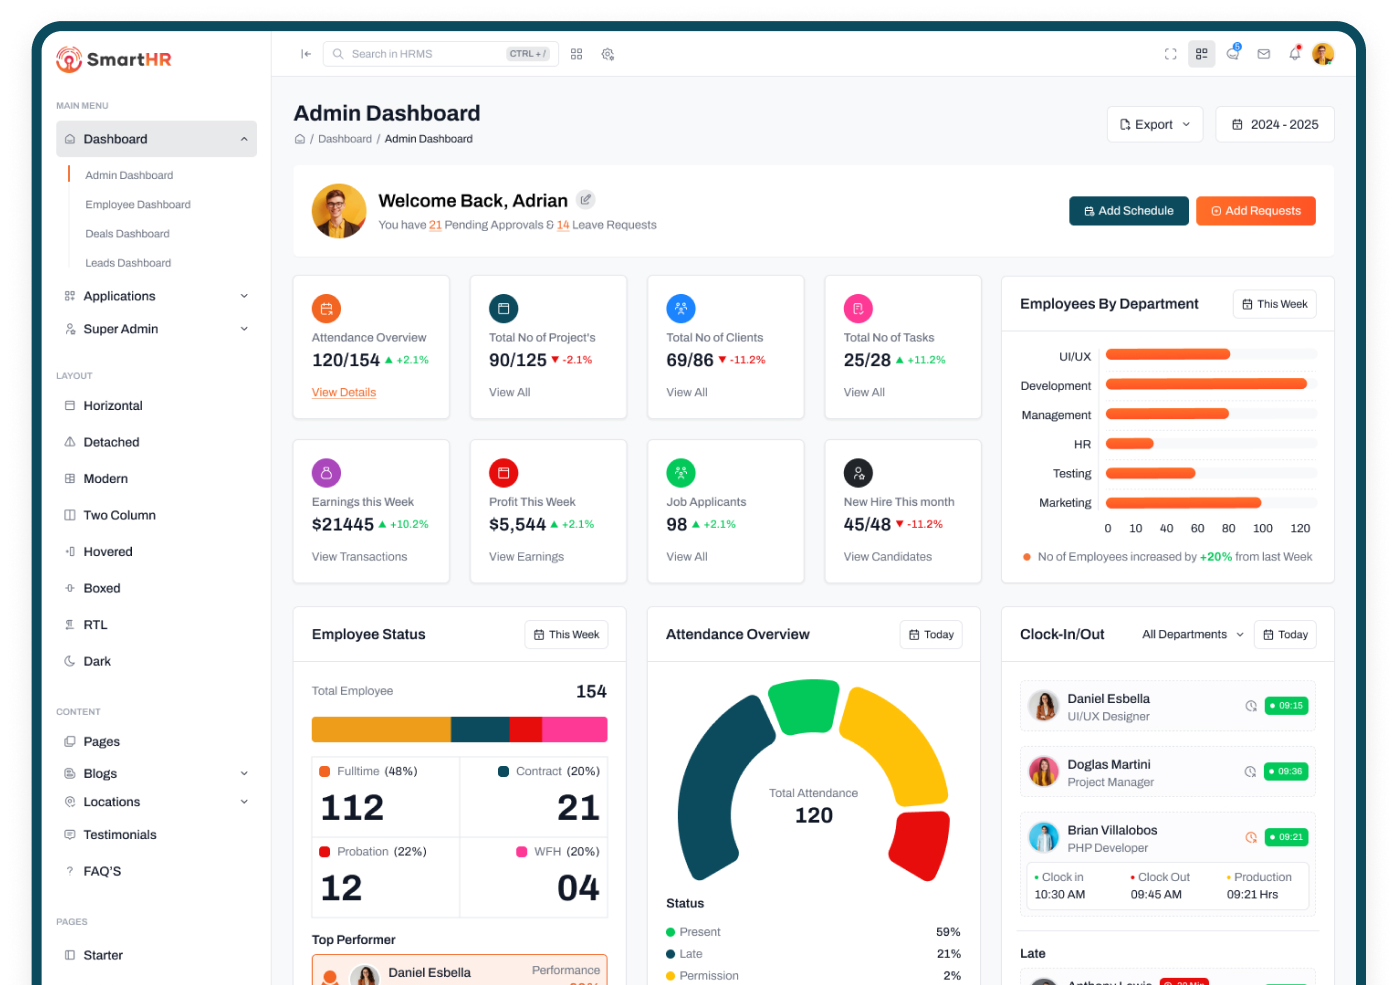 SmartHR
Search in HRMS
CTRL + /
5
MAIN MENU
Dashboard
Admin Dashboard
Employee Dashboard
Deals Dashboard
Leads Dashboard
Applications
Super Admin
LAYOUT
Horizontal
Detached
Modern
Two Column
Hovered
Boxed
RTL
Dark
CONTENT
Pages
Blogs
Locations
Testimonials
FAQ'S
PAGES
Starter
Admin Dashboard
/ Dashboard / Admin Dashboard
Export
2024 - 2025
Welcome Back, Adrian
You have 21 Pending Approvals & 14 Leave Requests
Add Schedule
Add Requests
Attendance Overview
120/154 +2.1%
View Details
Total No of Project's
90/125 -2.1%
View All
Total No of Clients
69/86 -11.2%
View All
Total No of Tasks
25/28 +11.2%
View All
Earnings this Week
$21445 +10.2%
View Transactions
Profit This Week
$5,544 +2.1%
View Earnings
Job Applicants
98 +2.1%
View All
New Hire This month
45/48 -11.2%
View Candidates
Employees By Department
This Week
UI/UX
Development
Management
HR
Testing
Marketing
0 10 40 60 80 100 120
No of Employees increased by +20% from last Week
Employee Status
This Week
Total Employee 154
Fulltime (48%)
112
Contract (20%)
21
Probation (22%)
12
WFH (20%)
04
Top Performer
Daniel Esbella
Performance
Attendance Overview
Today
Total Attendance
120
Status
Present 59%
Late 21%
Permission 2%
Clock-In/Out
All Departments
Today
Daniel Esbella
UI/UX Designer
09:15
Doglas Martini
Project Manager
09:36
Brian Villalobos
PHP Developer
09:21
Clock in
10:30 AM
Clock Out
09:45 AM
Production
09:21 Hrs
Late